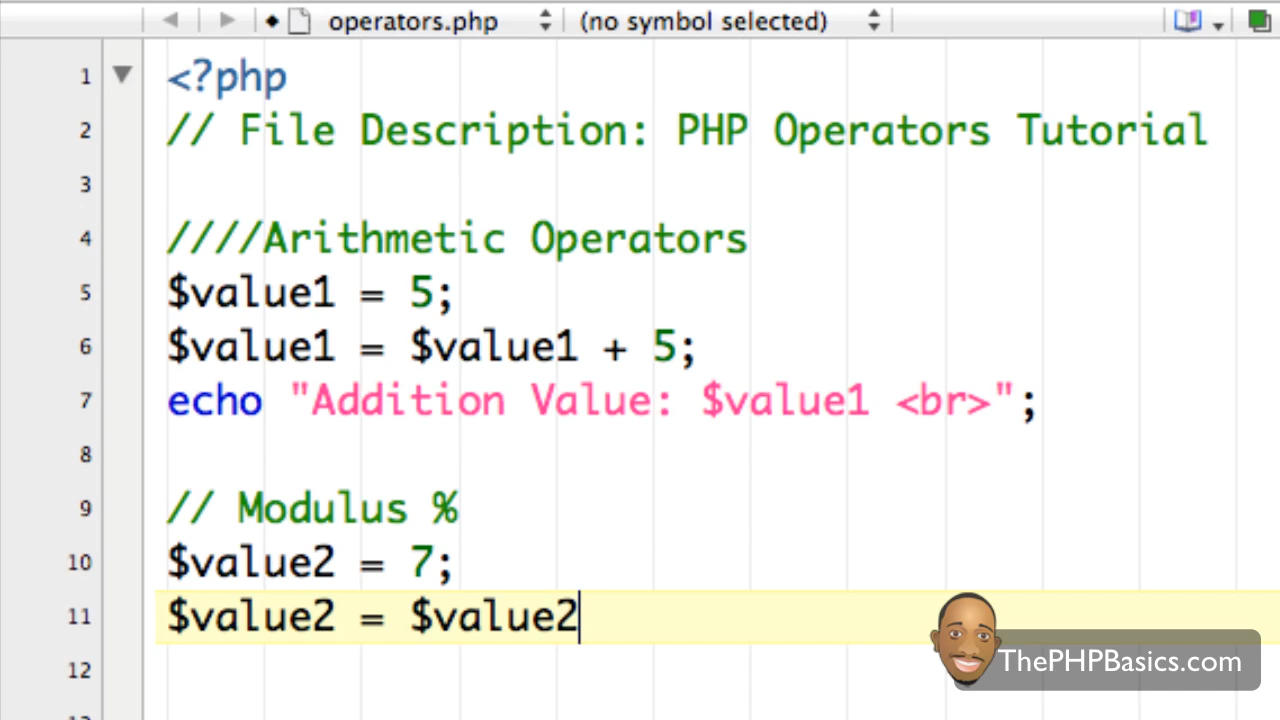 operators.php (no symbol selected)
1 <?php
2 // File Description: PHP Operators Tutorial
3
4 ////Arithmetic Operators
5 $value1 = 5;
6 $value1 = $value1 + 5;
7 echo "Addition Value: $value1 <br>";
8
9 // Modulus %
10 $value2 = 7;
11 $value2 = $value2
12
ThePHPBasics.com